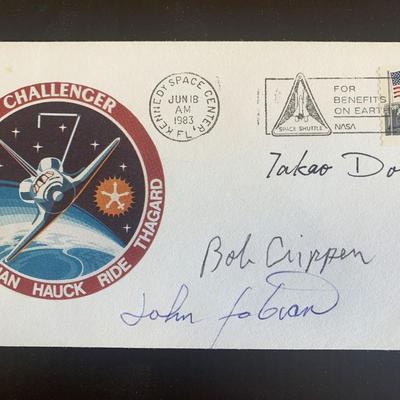 CHALLENGER
7
IAN HAUCK RIDE THAGARD
KENNEDY SPACE CENTER, FL.
JUN 18
AM
1983
SPACE SHUTTLE
FOR
BENEFITS
ON EARTH
NASA
Takao Do
Bob Crippen
John Fabian